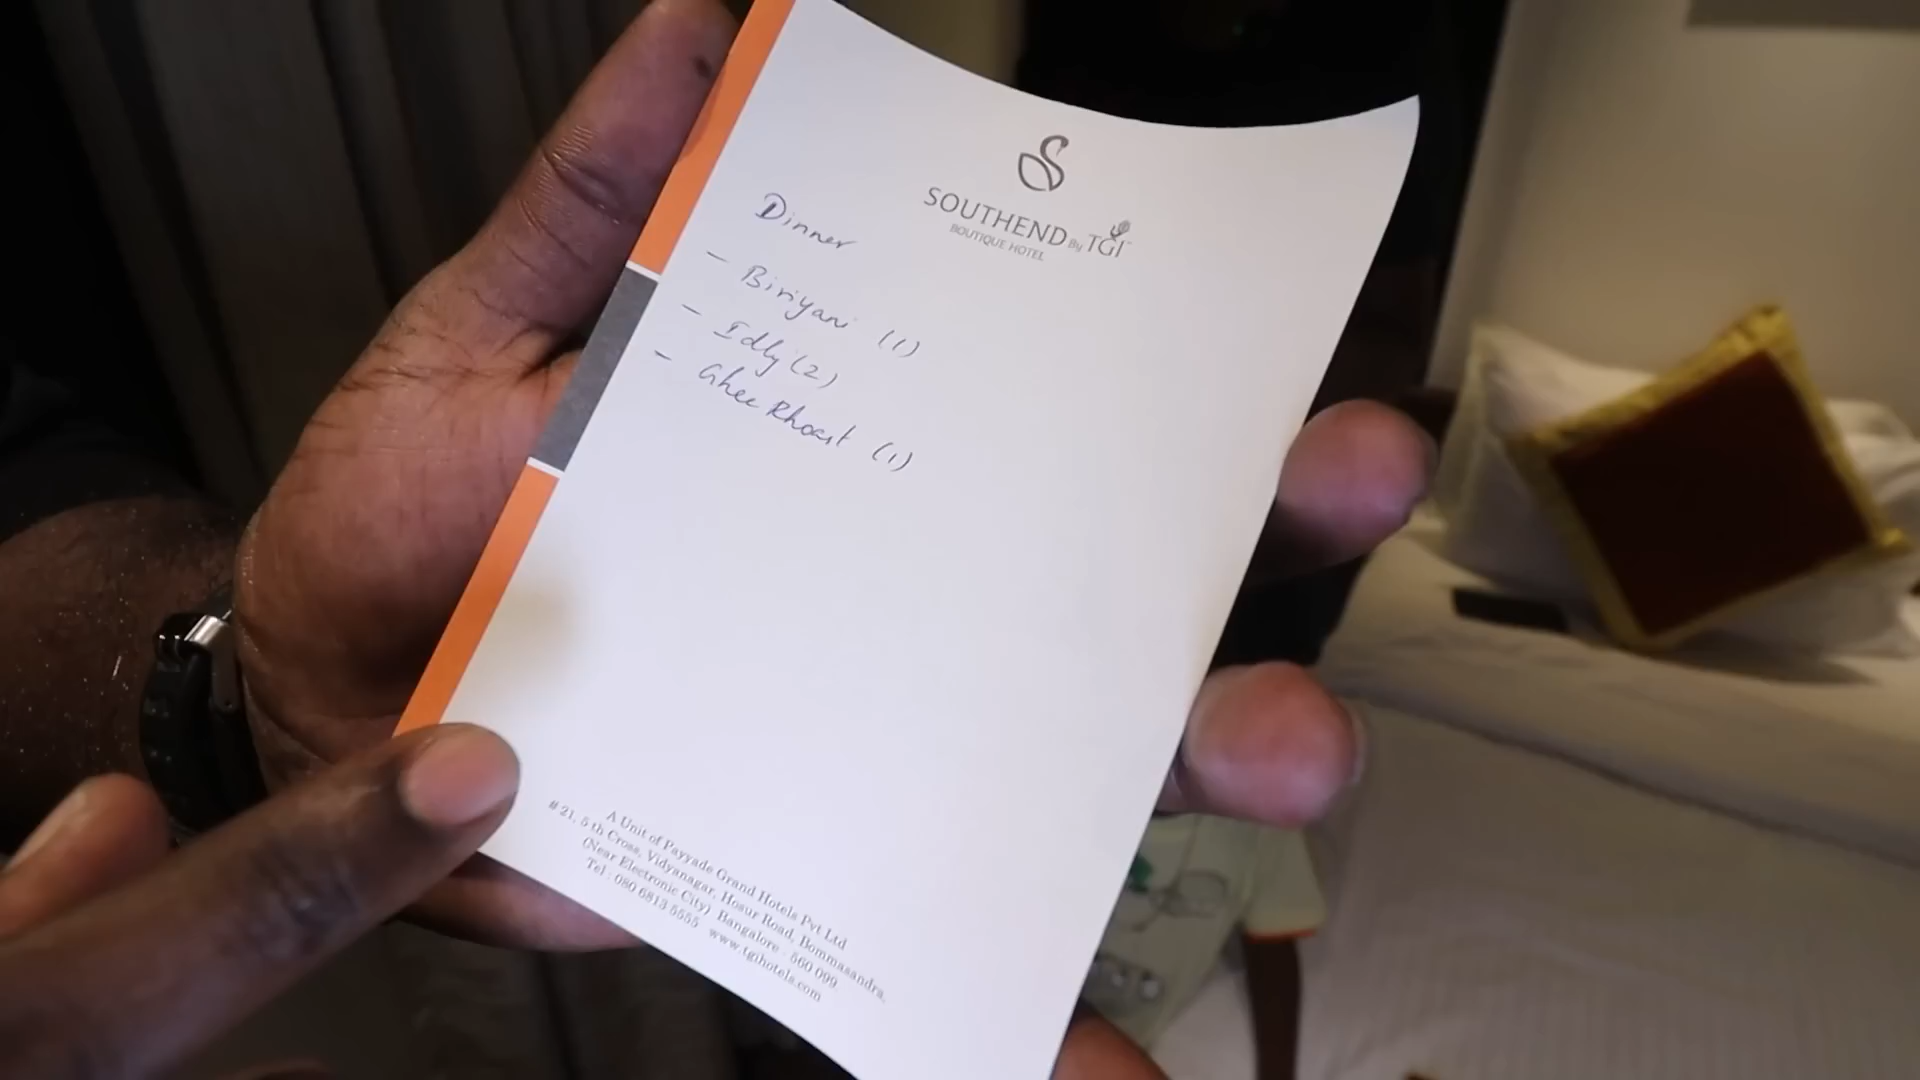 SOUTHEND By TGI
BOUTIQUE HOTEL
Dinner
- Biriyani (1)
- Idly (2)
- Ghee Rhoast (1)
A Unit of Payyade Grand Hotels Pvt Ltd
# 21, 5 th Cross, Vidyanagar, Hosur Road, Bommasandra,
(Near Electronic City) Bangalore - 560 099
Tel : 080 6813 5555 www.tgihotels.com